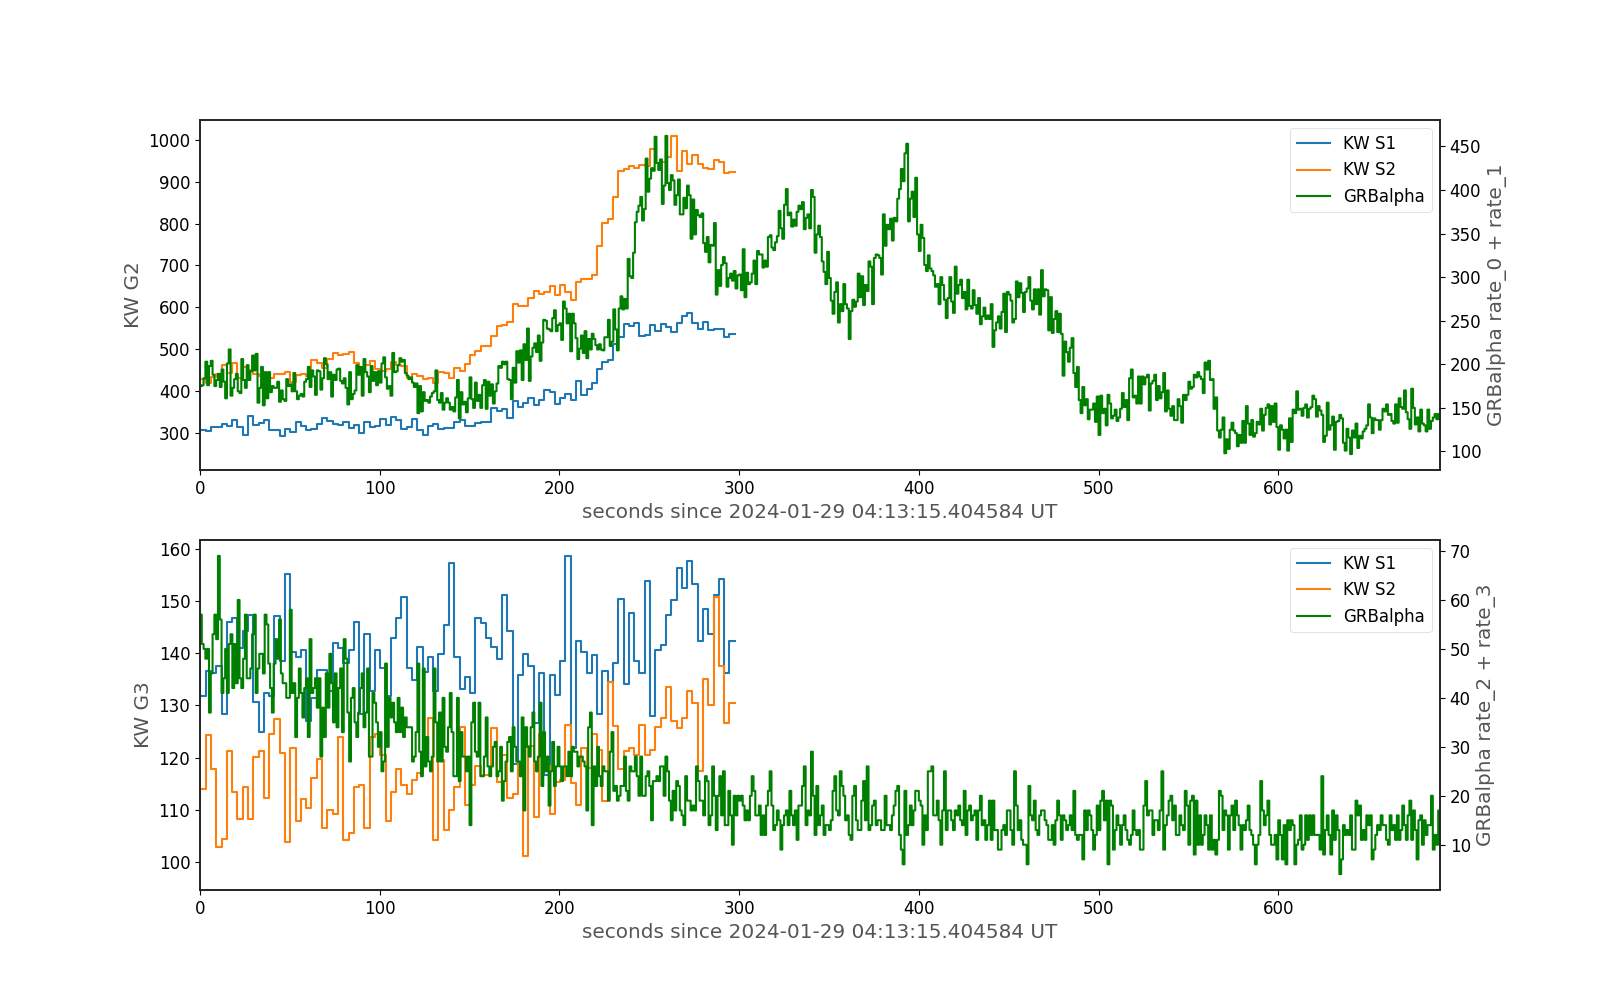 KW S1
KW S2
GRBalpha
1000
900
800
700
600
500
400
300
KW G2
450
400
350
300
250
200
150
100
GRBalpha rate_0 + rate_1
0 100 200 300 400 500 600
seconds since 2024-01-29 04:13:15.404584 UT
KW S1
KW S2
GRBalpha
160
150
140
130
120
110
100
KW G3
70
60
50
40
30
20
10
GRBalpha rate_2 + rate_3
0 100 200 300 400 500 600
seconds since 2024-01-29 04:13:15.404584 UT